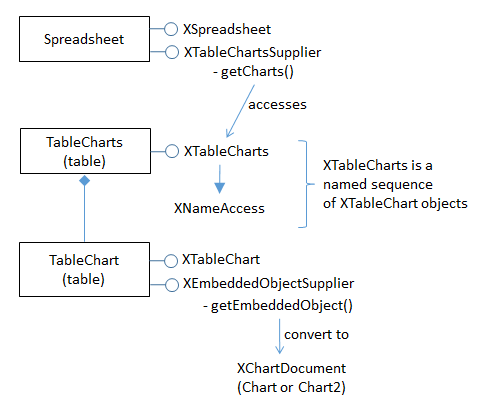 Spreadsheet
XSpreadsheet
XTableChartsSupplier
- getCharts()
accesses
TableCharts
(table)
XTableCharts
XNameAccess
XTableCharts is a
named sequence
of XTableChart objects
TableChart
(table)
XTableChart
XEmbeddedObjectSupplier
- getEmbeddedObject()
convert to
XChartDocument
(Chart or Chart2)